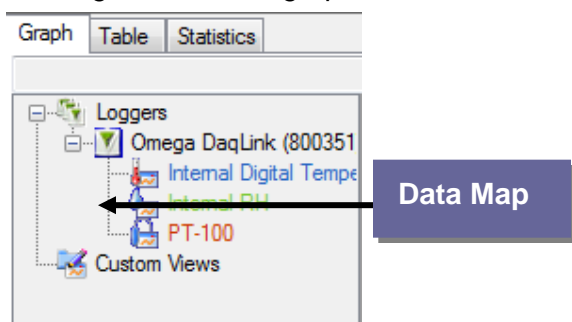 Graph Table Statistics
Loggers
Omega DaqLink (800351
Internal Digital Tempe
Internal RH
PT-100
Custom Views
Data Map